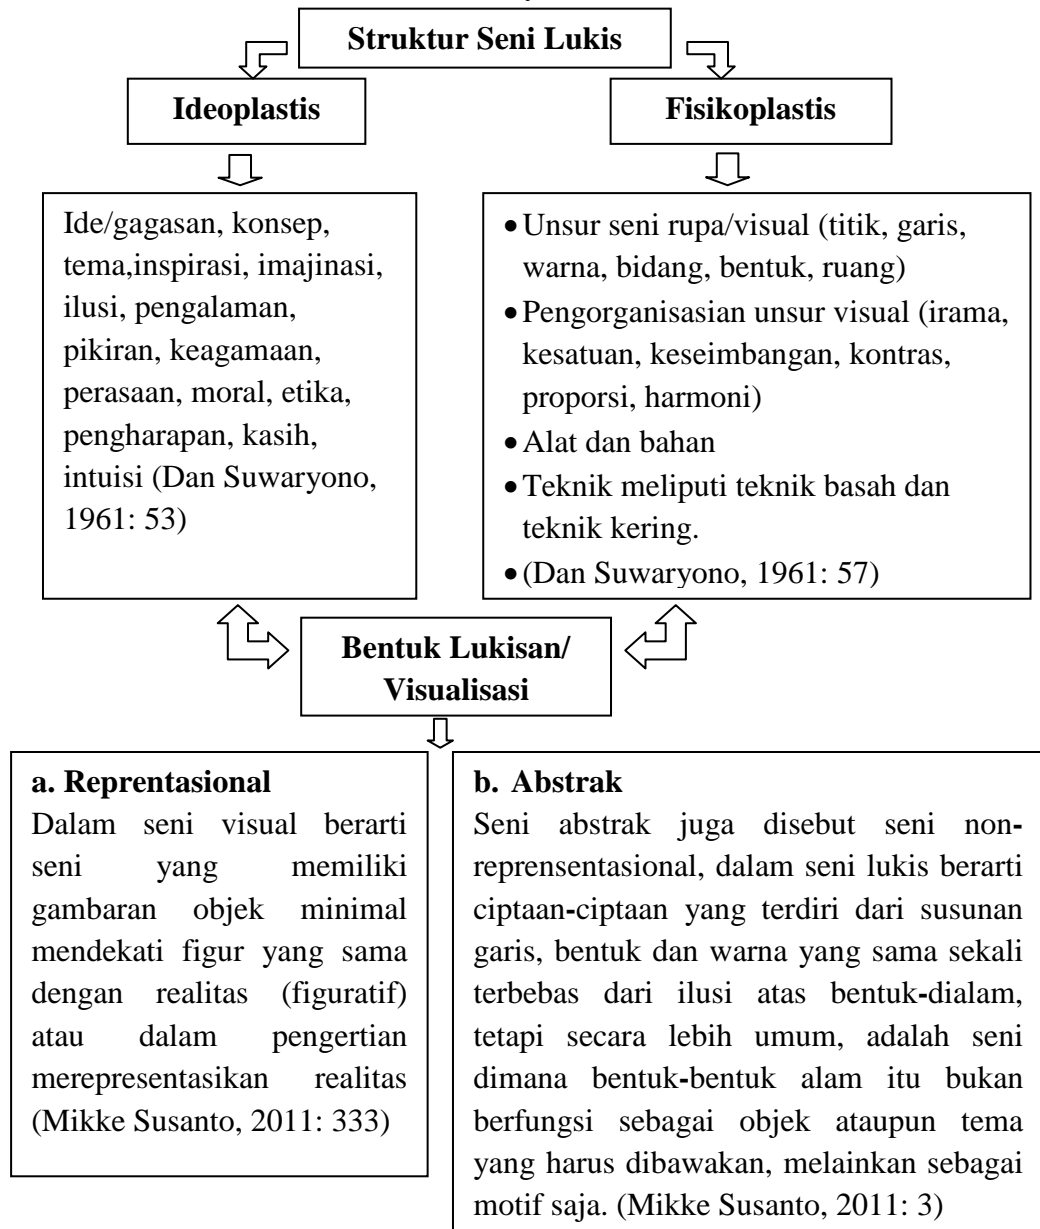 Struktur Seni Lukis
Ideoplastis
Fisikoplastis
Ide/gagasan, konsep,
tema,inspirasi, imajinasi,
ilusi, pengalaman,
pikiran, keagamaan,
perasaan, moral, etika,
pengharapan, kasih,
intuisi (Dan Suwaryono,
1961: 53)
• Unsur seni rupa/visual (titik, garis,
warna, bidang, bentuk, ruang)
• Pengorganisasian unsur visual (irama,
kesatuan, keseimbangan, kontras,
proporsi, harmoni)
• Alat dan bahan
• Teknik meliputi teknik basah dan
teknik kering.
• (Dan Suwaryono, 1961: 57)
Bentuk Lukisan/
Visualisasi
a. Reprentasional
Dalam seni visual berarti
seni yang memiliki
gambaran objek minimal
mendekati figur yang sama
dengan realitas (figuratif)
atau dalam pengertian
merepresentasikan realitas
(Mikke Susanto, 2011: 333)
b. Abstrak
Seni abstrak juga disebut seni non-
reprensentasional, dalam seni lukis berarti
ciptaan-ciptaan yang terdiri dari susunan
garis, bentuk dan warna yang sama sekali
terbebas dari ilusi atas bentuk-dialam,
tetapi secara lebih umum, adalah seni
dimana bentuk-bentuk alam itu bukan
berfungsi sebagai objek ataupun tema
yang harus dibawakan, melainkan sebagai
motif saja. (Mikke Susanto, 2011: 3)